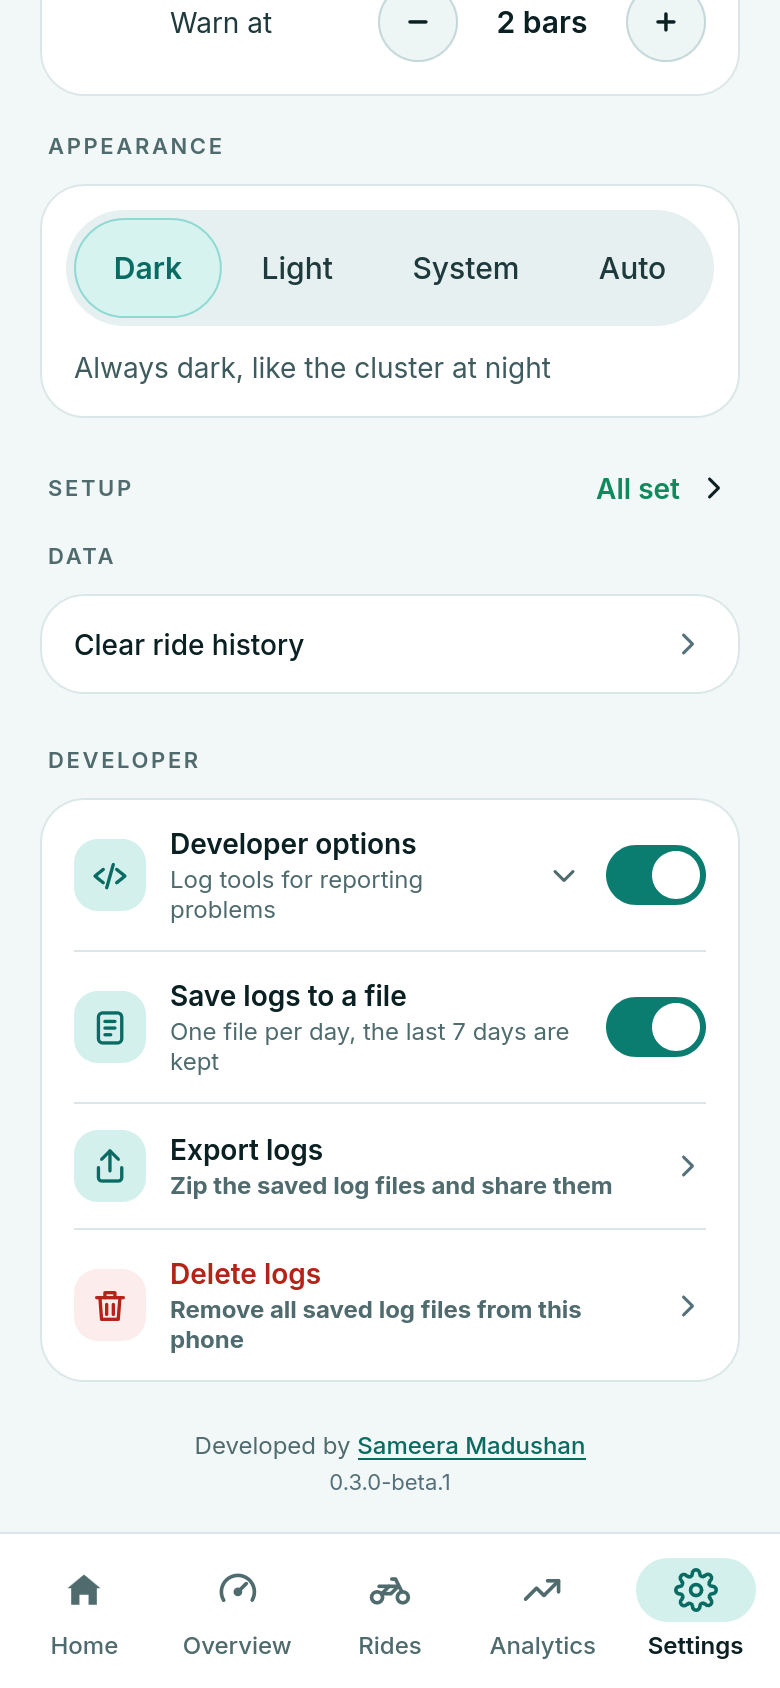 Warn at
2 bars
APPEARANCE
Dark
Light
System
Auto
Always dark, like the cluster at night
SETUP
All set
DATA
Clear ride history
DEVELOPER
Developer options
Log tools for reporting
problems
Save logs to a file
One file per day, the last 7 days are
kept
Export logs
Zip the saved log files and share them
Delete logs
Remove all saved log files from this
phone
Developed by Sameera Madushan
0.3.0-beta.1
Home
Overview
Rides
Analytics
Settings